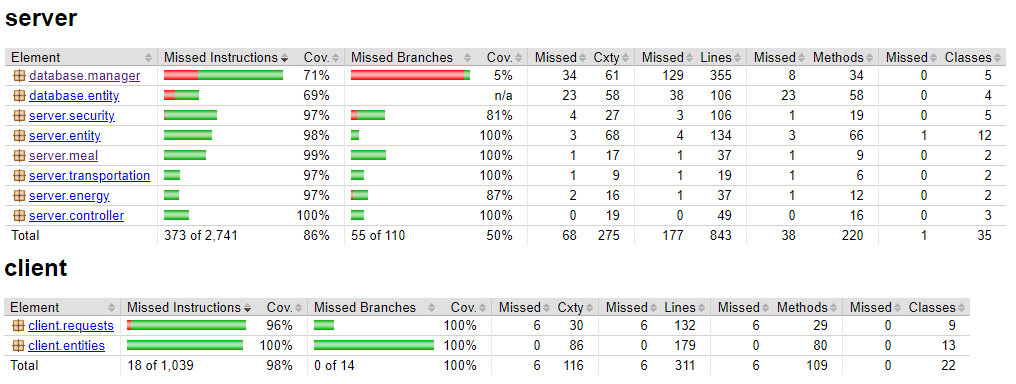 server
Element Missed Instructions Cov. Missed Branches Cov. Missed Cxty Missed Lines Missed Methods Missed Classes
database.manager 71% 5% 34 61 129 355 8 34 0 5
database.entity 69% n/a 23 58 38 106 23 58 0 4
server.security 97% 81% 4 27 3 106 1 19 0 5
server.entity 98% 100% 3 68 4 134 3 66 1 12
server.meal 99% 100% 1 17 1 37 1 9 0 2
server.transportation 97% 100% 1 9 1 19 1 6 0 2
server.energy 97% 87% 2 16 1 37 1 12 0 2
server.controller 100% 100% 0 19 0 49 0 16 0 3
Total 373 of 2,741 86% 55 of 110 50% 68 275 177 843 38 220 1 35
client
Element Missed Instructions Cov. Missed Branches Cov. Missed Cxty Missed Lines Missed Methods Missed Classes
client.requests 96% 100% 6 30 6 132 6 29 0 9
client.entities 100% 100% 0 86 0 179 0 80 0 13
Total 18 of 1,039 98% 0 of 14 100% 6 116 6 311 6 109 0 22